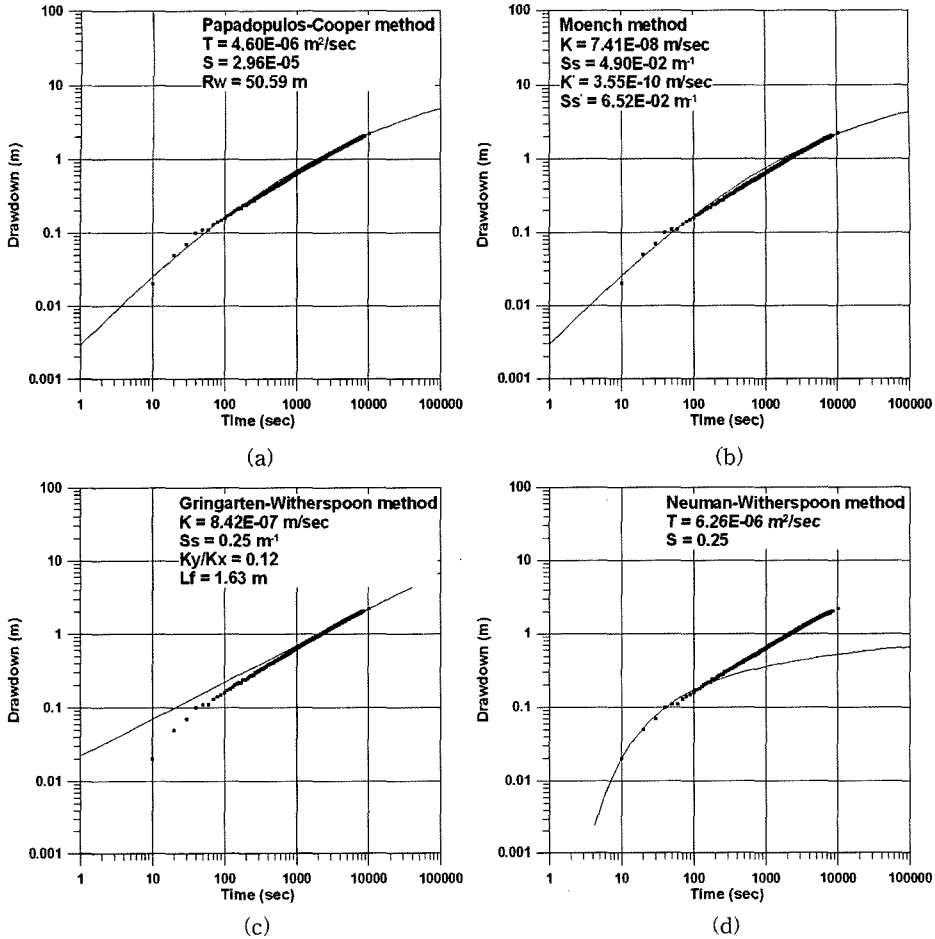 Papadopulos-Cooper method
T = 4.60E-06 m²/sec
S = 2.96E-05
Rw = 50.59 m
100
10
1
0.1
0.01
0.001
Drawdown (m)
1 10 100 1000 10000 100000
Time (sec)
(a)
Moench method
K = 7.41E-08 m/sec
Ss = 4.90E-02 m⁻¹
K' = 3.55E-10 m/sec
Ss' = 6.52E-02 m⁻¹
100
10
1
0.1
0.01
0.001
Drawdown (m)
1 10 100 1000 10000 100000
Time (sec)
(b)
Gringarten-Witherspoon method
K = 8.42E-07 m/sec
Ss = 0.25 m⁻¹
Ky/Kx = 0.12
Lf = 1.63 m
100
10
1
0.1
0.01
0.001
Drawdown (m)
1 10 100 1000 10000 100000
Time (sec)
(c)
Neuman-Witherspoon method
T = 6.26E-06 m²/sec
S = 0.25
100
10
1
0.1
0.01
0.001
Drawdown (m)
1 10 100 1000 10000 100000
Time (sec)
(d)